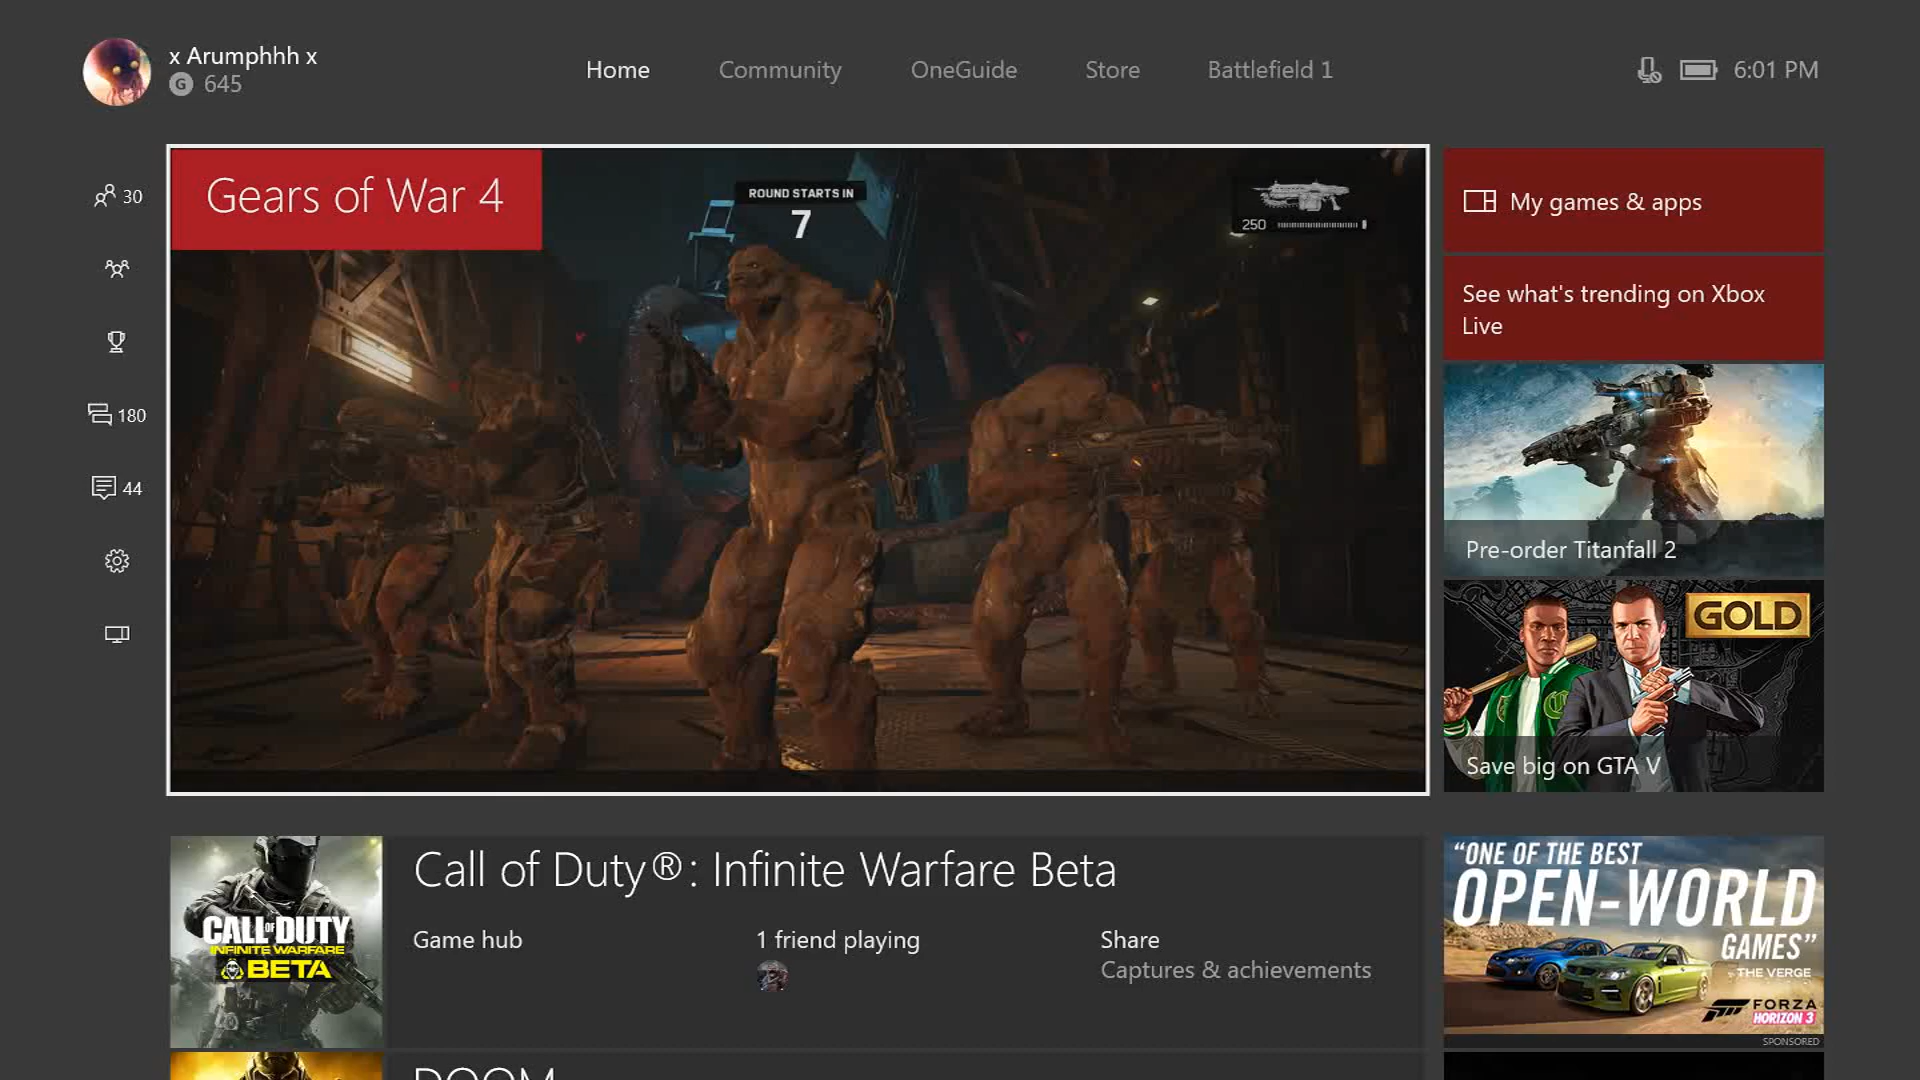 x Arumphhh x
G 645
Home
Community
OneGuide
Store
Battlefield 1
6:01 PM
30
180
44
Gears of War 4
ROUND STARTS IN
7
250
My games & apps
See what's trending on Xbox
Live
Pre-order Titanfall 2
GOLD
Save big on GTA V
CALL OF DUTY
INFINITE WARFARE
BETA
Call of Duty®: Infinite Warfare Beta
Game hub
1 friend playing
Share
Captures & achievements
“ONE OF THE BEST
OPEN-WORLD
GAMES”
- THE VERGE
FORZA
HORIZON 3
SPONSORED
DOOM